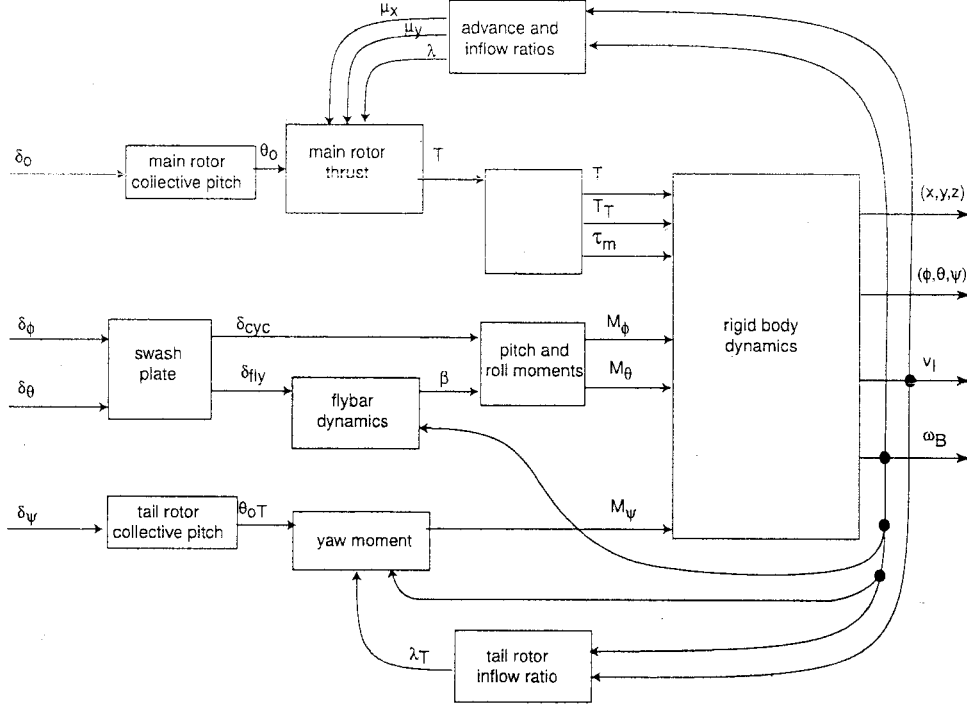 μx
μy
λ
advance and
inflow ratios
δo
main rotor
collective pitch
θo
main rotor
thrust
T
T
TT
τm
(x,y,z)
(ϕ,θ,ψ)
vI
ωB
rigid body
dynamics
δϕ
δθ
swash
plate
δcyc
δfly
flybar
dynamics
β
pitch and
roll moments
Mϕ
Mθ
δψ
tail rotor
collective pitch
θoT
yaw moment
Mψ
λT
tail rotor
inflow ratio